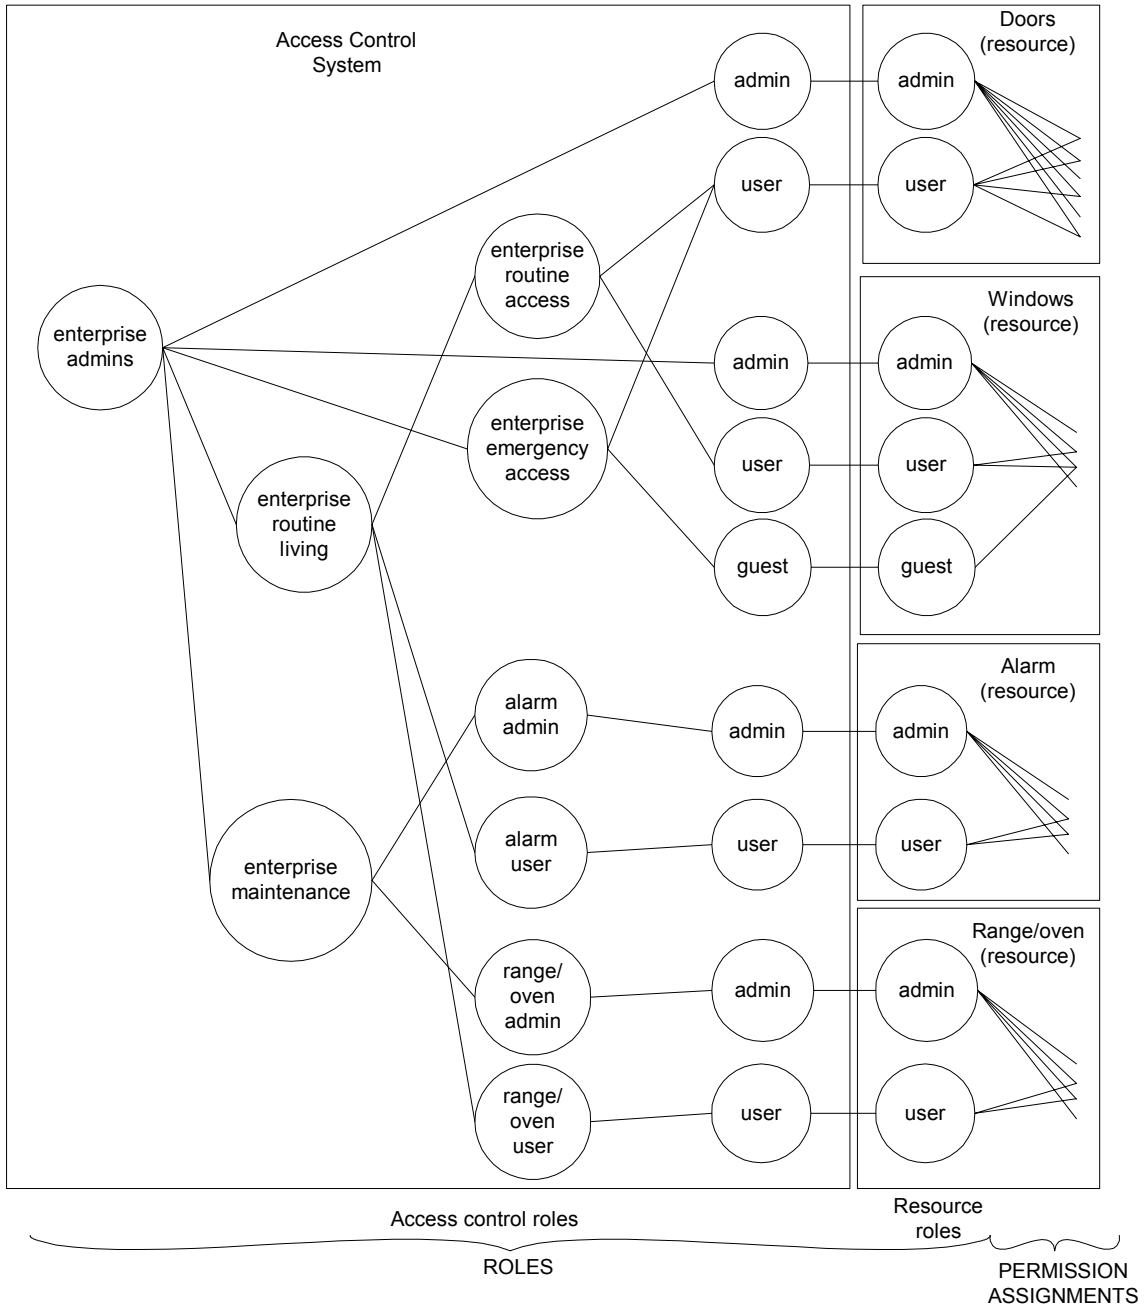 Access Control
System
Doors
(resource)
admin
admin
user
user
enterprise
routine
access
enterprise
admins
Windows
(resource)
admin
admin
enterprise
emergency
access
user
user
enterprise
routine
living
guest
guest
Alarm
(resource)
alarm
admin
admin
admin
alarm
user
user
user
enterprise
maintenance
Range/oven
(resource)
range/
oven
admin
admin
admin
range/
oven
user
user
user
Access control roles
Resource
roles
ROLES
PERMISSION
ASSIGNMENTS